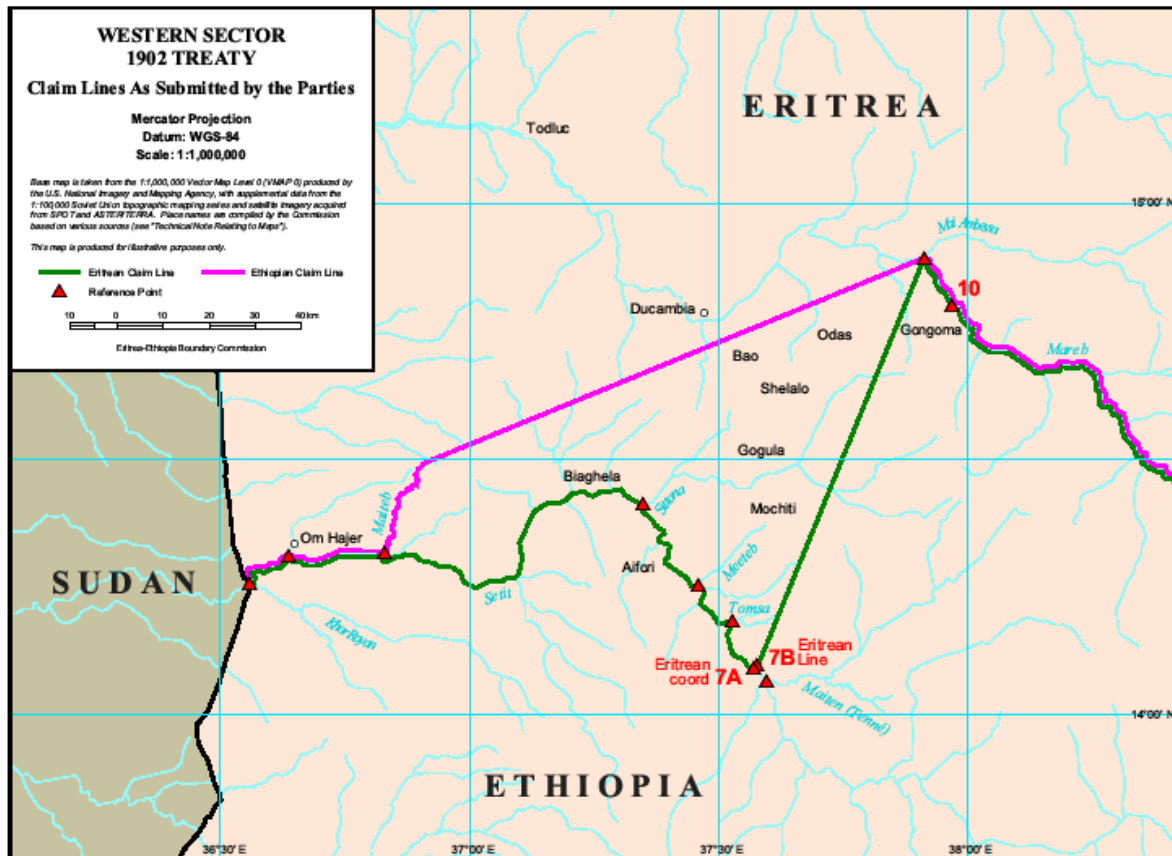 WESTERN SECTOR
1902 TREATY
Claim Lines As Submitted by the Parties
Mercator Projection
Datum: WGS-84
Scale: 1:1,000,000
Base map is taken from the 1:1,000,000 Vector Map Level 0 (VMAP 0) produced by
the U.S. National Imagery and Mapping Agency, with supplemental data from the
1:100,000 Soviet Union topographic mapping series and satellite imagery acquired
from SPOT and ASTER/TERRA. Place names are compiled by the Commission
based on various sources (see "Technical Note Relating to Maps").
This map is produced for illustrative purposes only.
Eritrean Claim Line
Ethiopian Claim Line
Reference Point
10 0 10 20 30 40 km
Eritrea-Ethiopia Boundary Commission
ERITREA
Todluc
15°00' N
Mai Anbessa
10
Ducambia
Odas
Gongoma
Mareb
Bao
Shelalo
Gogula
Biaghela
Sittona
Maiteb
Mochiti
Om Hajer
Aifori
Meeteb
SUDAN
Setit
Tomsa
Khor Royan
Eritrean
coord 7A
7B Eritrean
Line
Maiten (Tenné)
14°00' N
ETHIOPIA
36°30' E
37°00' E
37°30' E
38°00' E